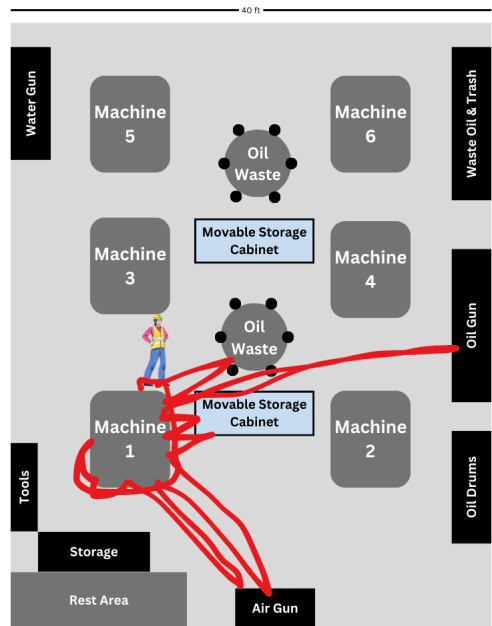 40 ft
Water Gun
Machine
5
Oil
Waste
Machine
6
Waste Oil & Trash
Movable Storage
Cabinet
Machine
3
Machine
4
Oil Gun
Oil
Waste
Movable Storage
Cabinet
Machine
1
Machine
2
Tools
Oil Drums
Storage
Rest Area
Air Gun